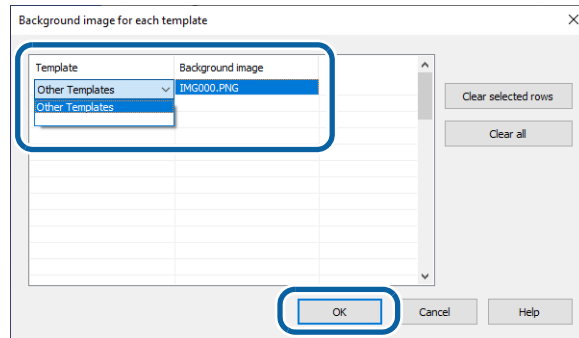 Background image for each template
Template Background image
Other Templates IMG000.PNG
Other Templates
Clear selected rows
Clear all
OK Cancel Help